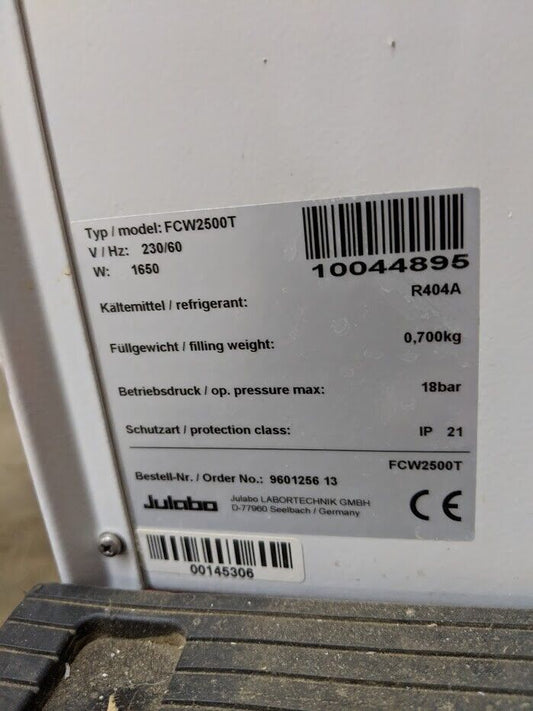 Typ / model: FCW2500T
V / Hz: 230/60
W: 1650
10044895
Kältemittel / refrigerant: R404A
Füllgewicht / filling weight: 0,700kg
Betriebsdruck / op. pressure max: 18bar
Schutzart / protection class: IP 21
FCW2500T
Bestell-Nr. / Order No.: 9601256 13
Julabo
Julabo LABORTECHNIK GMBH
D-77960 Seelbach / Germany
CE
00145306